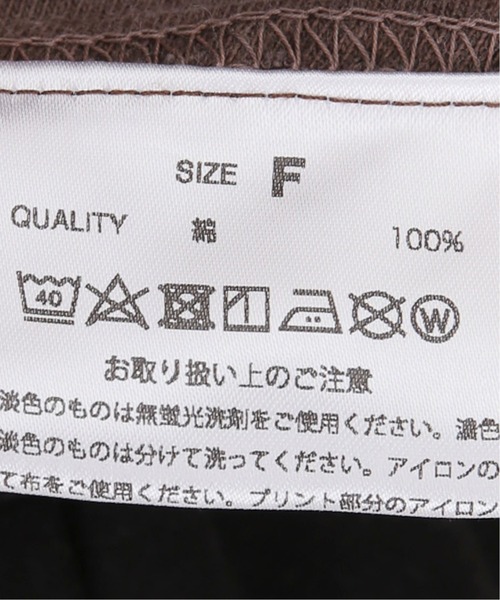 SIZE F
QUALITY 綿 100%
40 W
お取り扱い上のご注意
淡色のものは無蛍光洗剤をご使用ください。濃色
淡色のものは分けて洗ってください。アイロンの
て布をご使用ください。プリント部分のアイロン